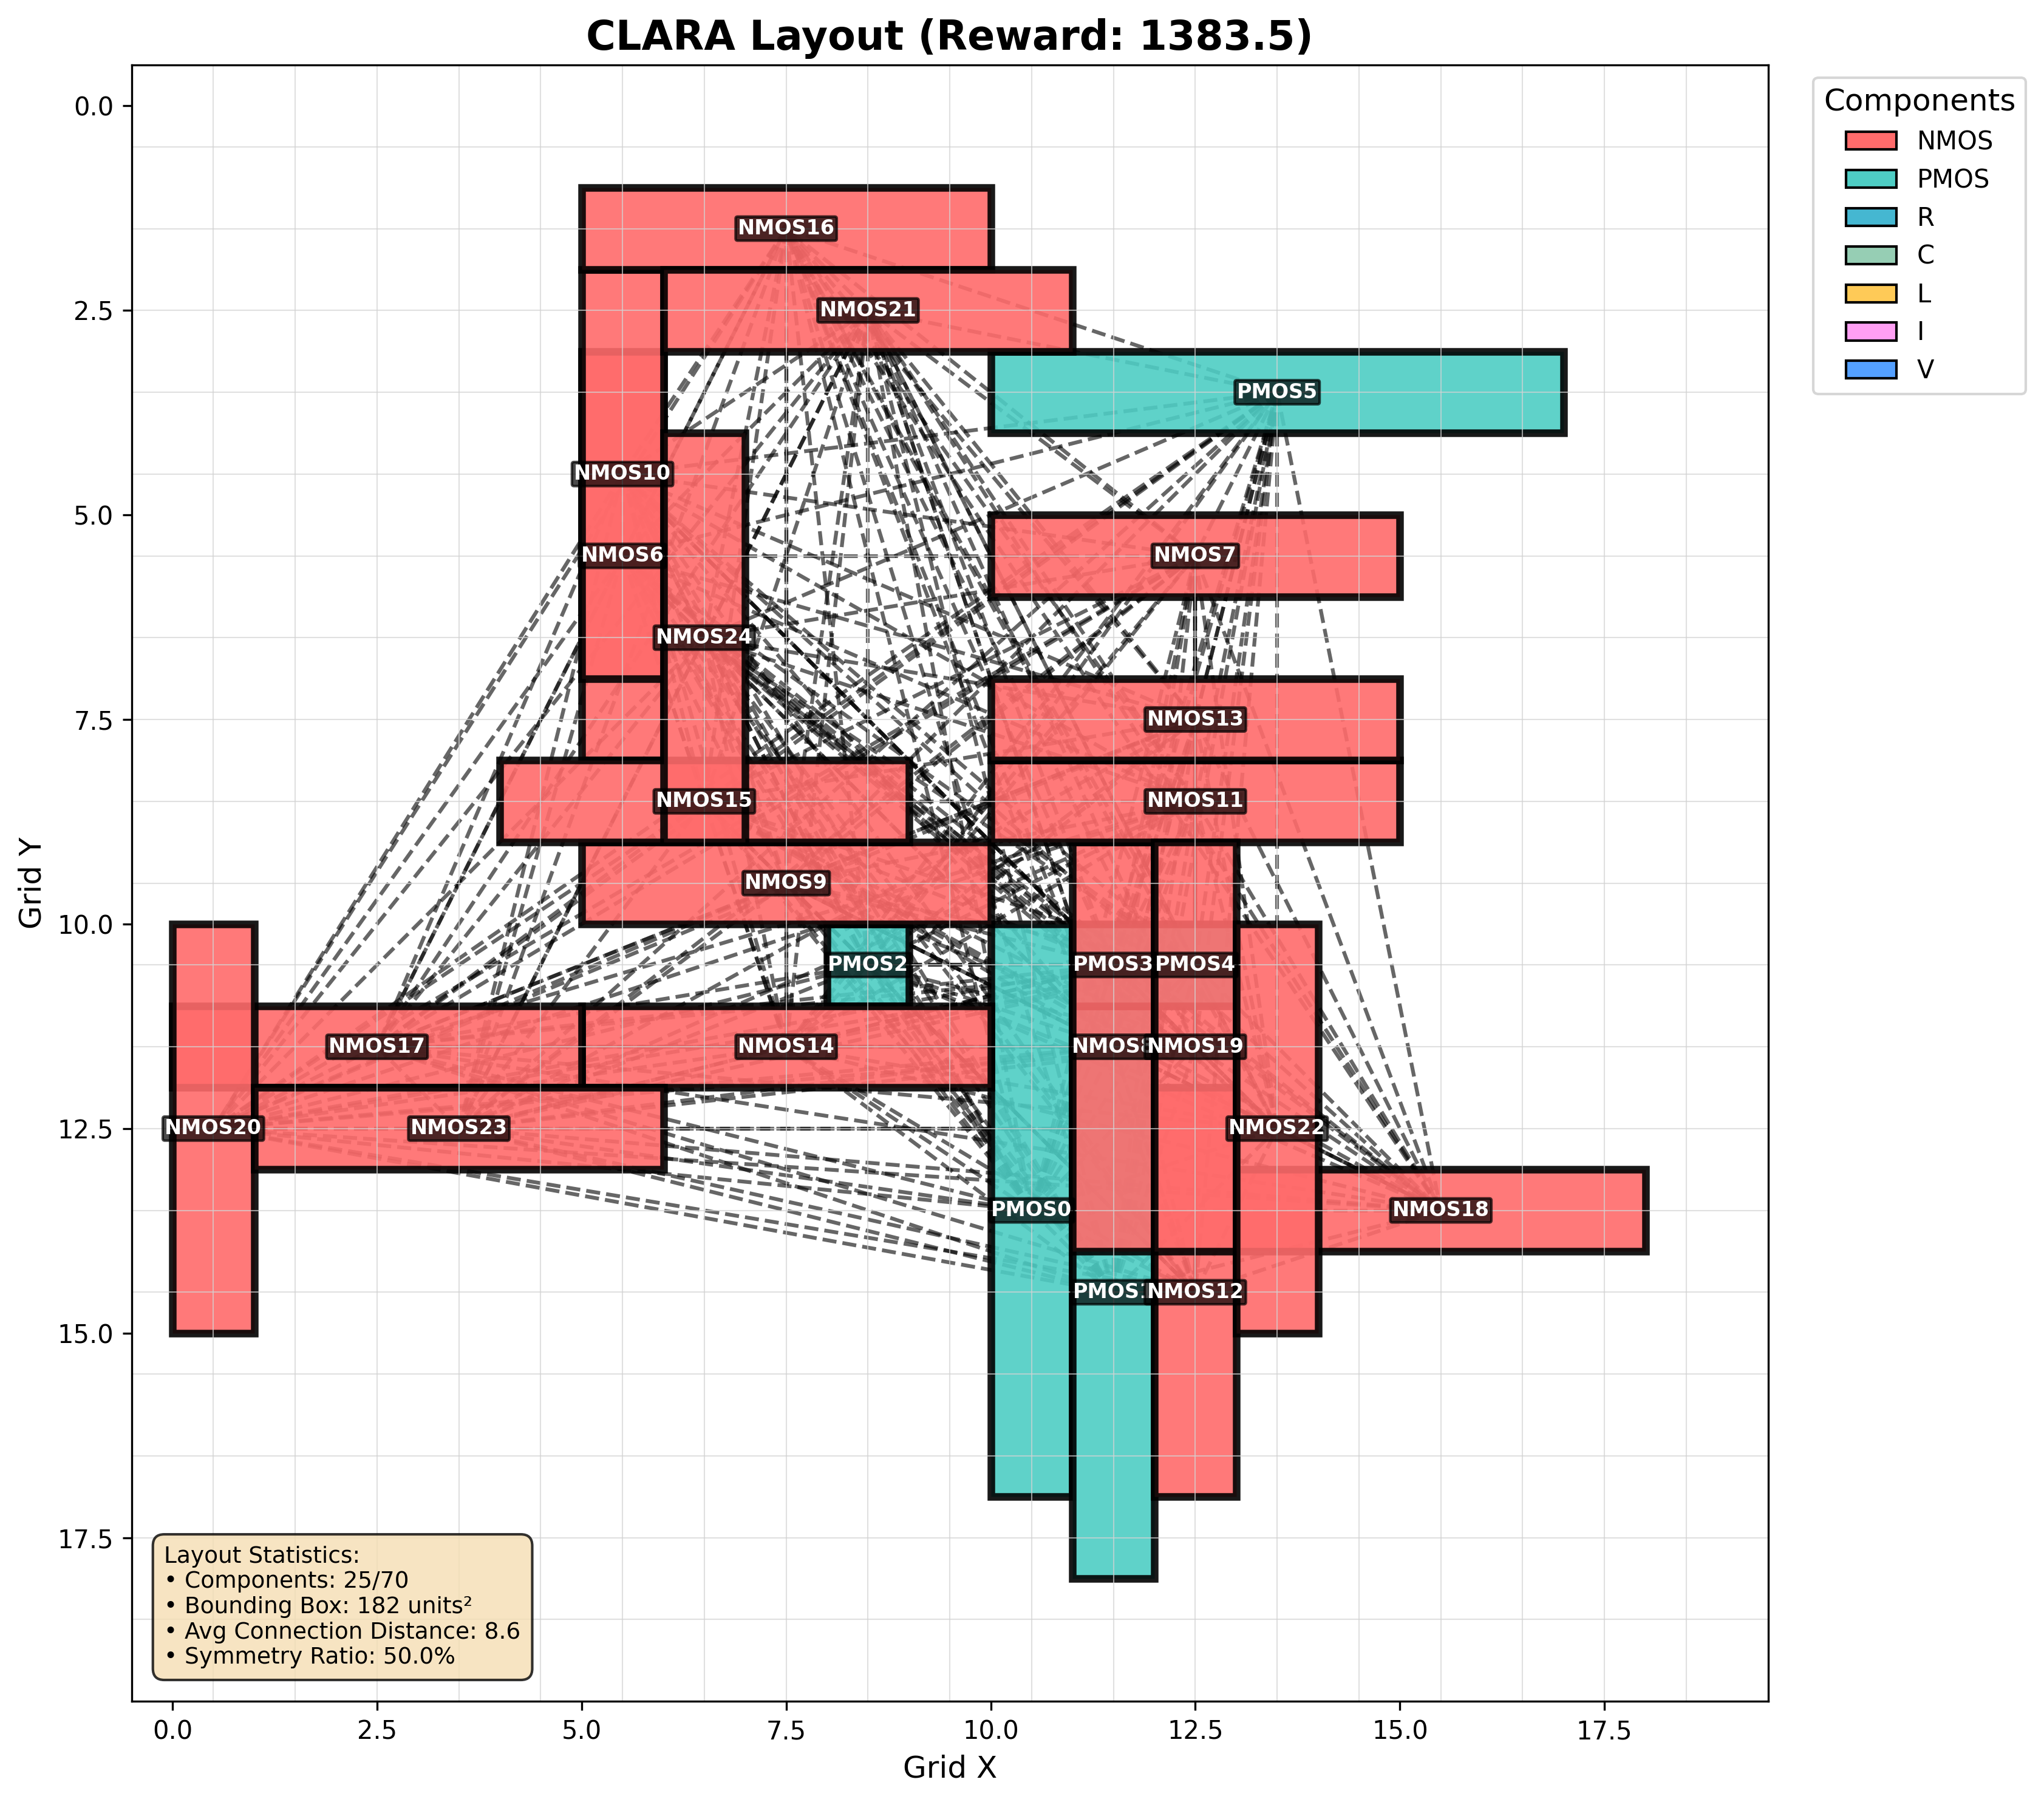 CLARA Layout (Reward: 1383.5)
Components
NMOS
PMOS
R
C
L
I
V
0.0
2.5
5.0
7.5
10.0
12.5
15.0
17.5
Grid Y
NMOS16
NMOS21
PMOS5
NMOS10
NMOS6
NMOS7
NMOS24
NMOS13
NMOS15
NMOS11
NMOS9
PMOS2
PMOS3
PMOS4
NMOS17
NMOS14
NMOS8
NMOS19
NMOS20
NMOS23
NMOS22
PMOS0
NMOS18
PMOS1
NMOS12
Layout Statistics:
• Components: 25/70
• Bounding Box: 182 units²
• Avg Connection Distance: 8.6
• Symmetry Ratio: 50.0%
0.0
2.5
5.0
7.5
10.0
12.5
15.0
17.5
Grid X